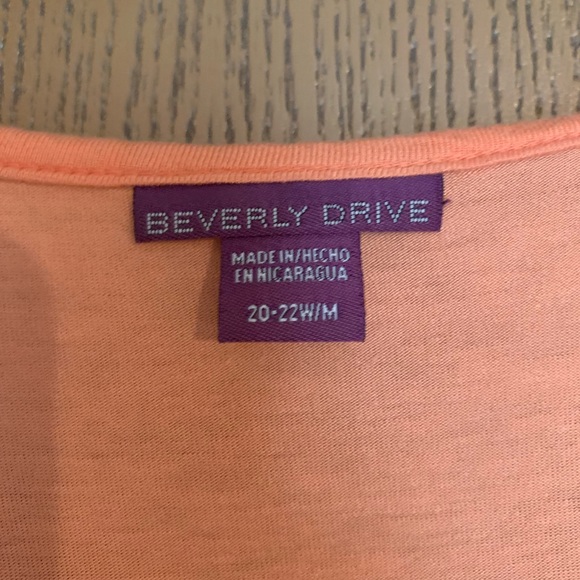 BEVERLY DRIVE
MADE IN/HECHO
EN NICARAGUA
20-22W/M